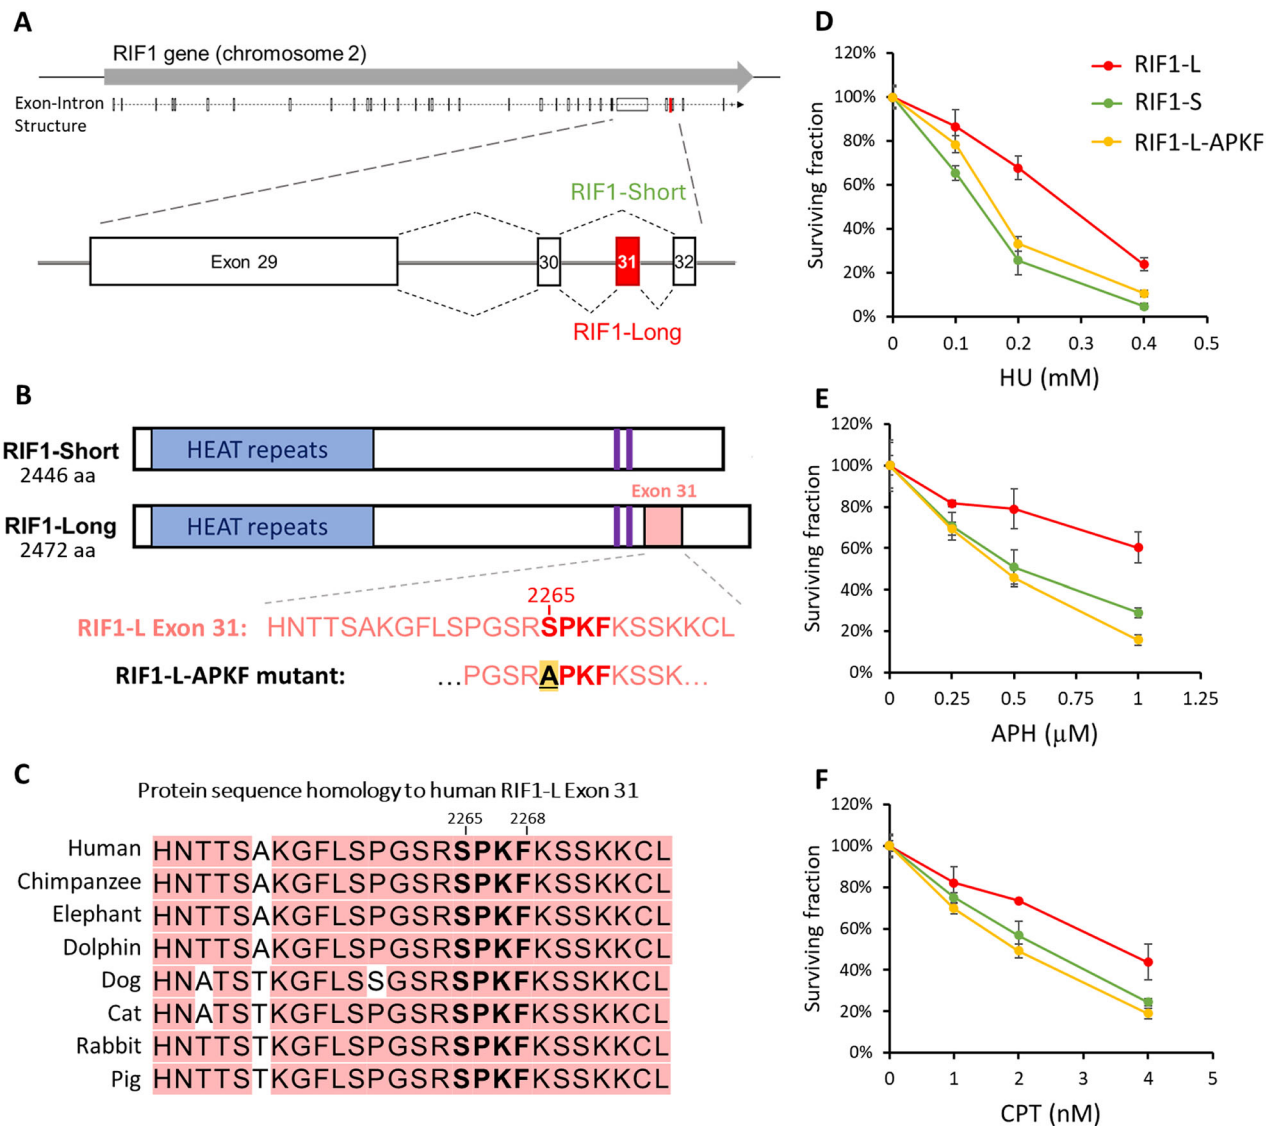 A
RIF1 gene (chromosome 2)
Exon-Intron
Structure
RIF1-Short
Exon 29
30
31
32
RIF1-Long
B
RIF1-Short
2446 aa
HEAT repeats
Exon 31
RIF1-Long
2472 aa
HEAT repeats
2265
RIF1-L Exon 31: HNTTSAKGFLSPGSRSPKFKSSKKCL
RIF1-L-APKF mutant: ...PGSRAPKFKSSK...
C
Protein sequence homology to human RIF1-L Exon 31
2265 2268
Human HNTTSAKGFLSPGSRSPKFKSSKKCL
Chimpanzee HNTTSAKGFLSPGSRSPKFKSSKKCL
Elephant HNTTSAKGFLSPGSRSPKFKSSKKCL
Dolphin HNTTSAKGFLSPGSRSPKFKSSKKCL
Dog HNATSTKGFLSSGSRSPKFKSSKKCL
Cat HNATSTKGFLSPGSRSPKFKSSKKCL
Rabbit HNTTSTKGFLSPGSRSPKFKSSKKCL
Pig HNTTSTKGFLSPGSRSPKFKSSKKCL
D
RIF1-L
RIF1-S
RIF1-L-APKF
Surviving fraction
120%
100%
80%
60%
40%
20%
0%
0 0.1 0.2 0.3 0.4 0.5
HU (mM)
E
Surviving fraction
120%
100%
80%
60%
40%
20%
0%
0 0.25 0.5 0.75 1 1.25
APH (μM)
F
Surviving fraction
120%
100%
80%
60%
40%
20%
0%
0 1 2 3 4 5
CPT (nM)